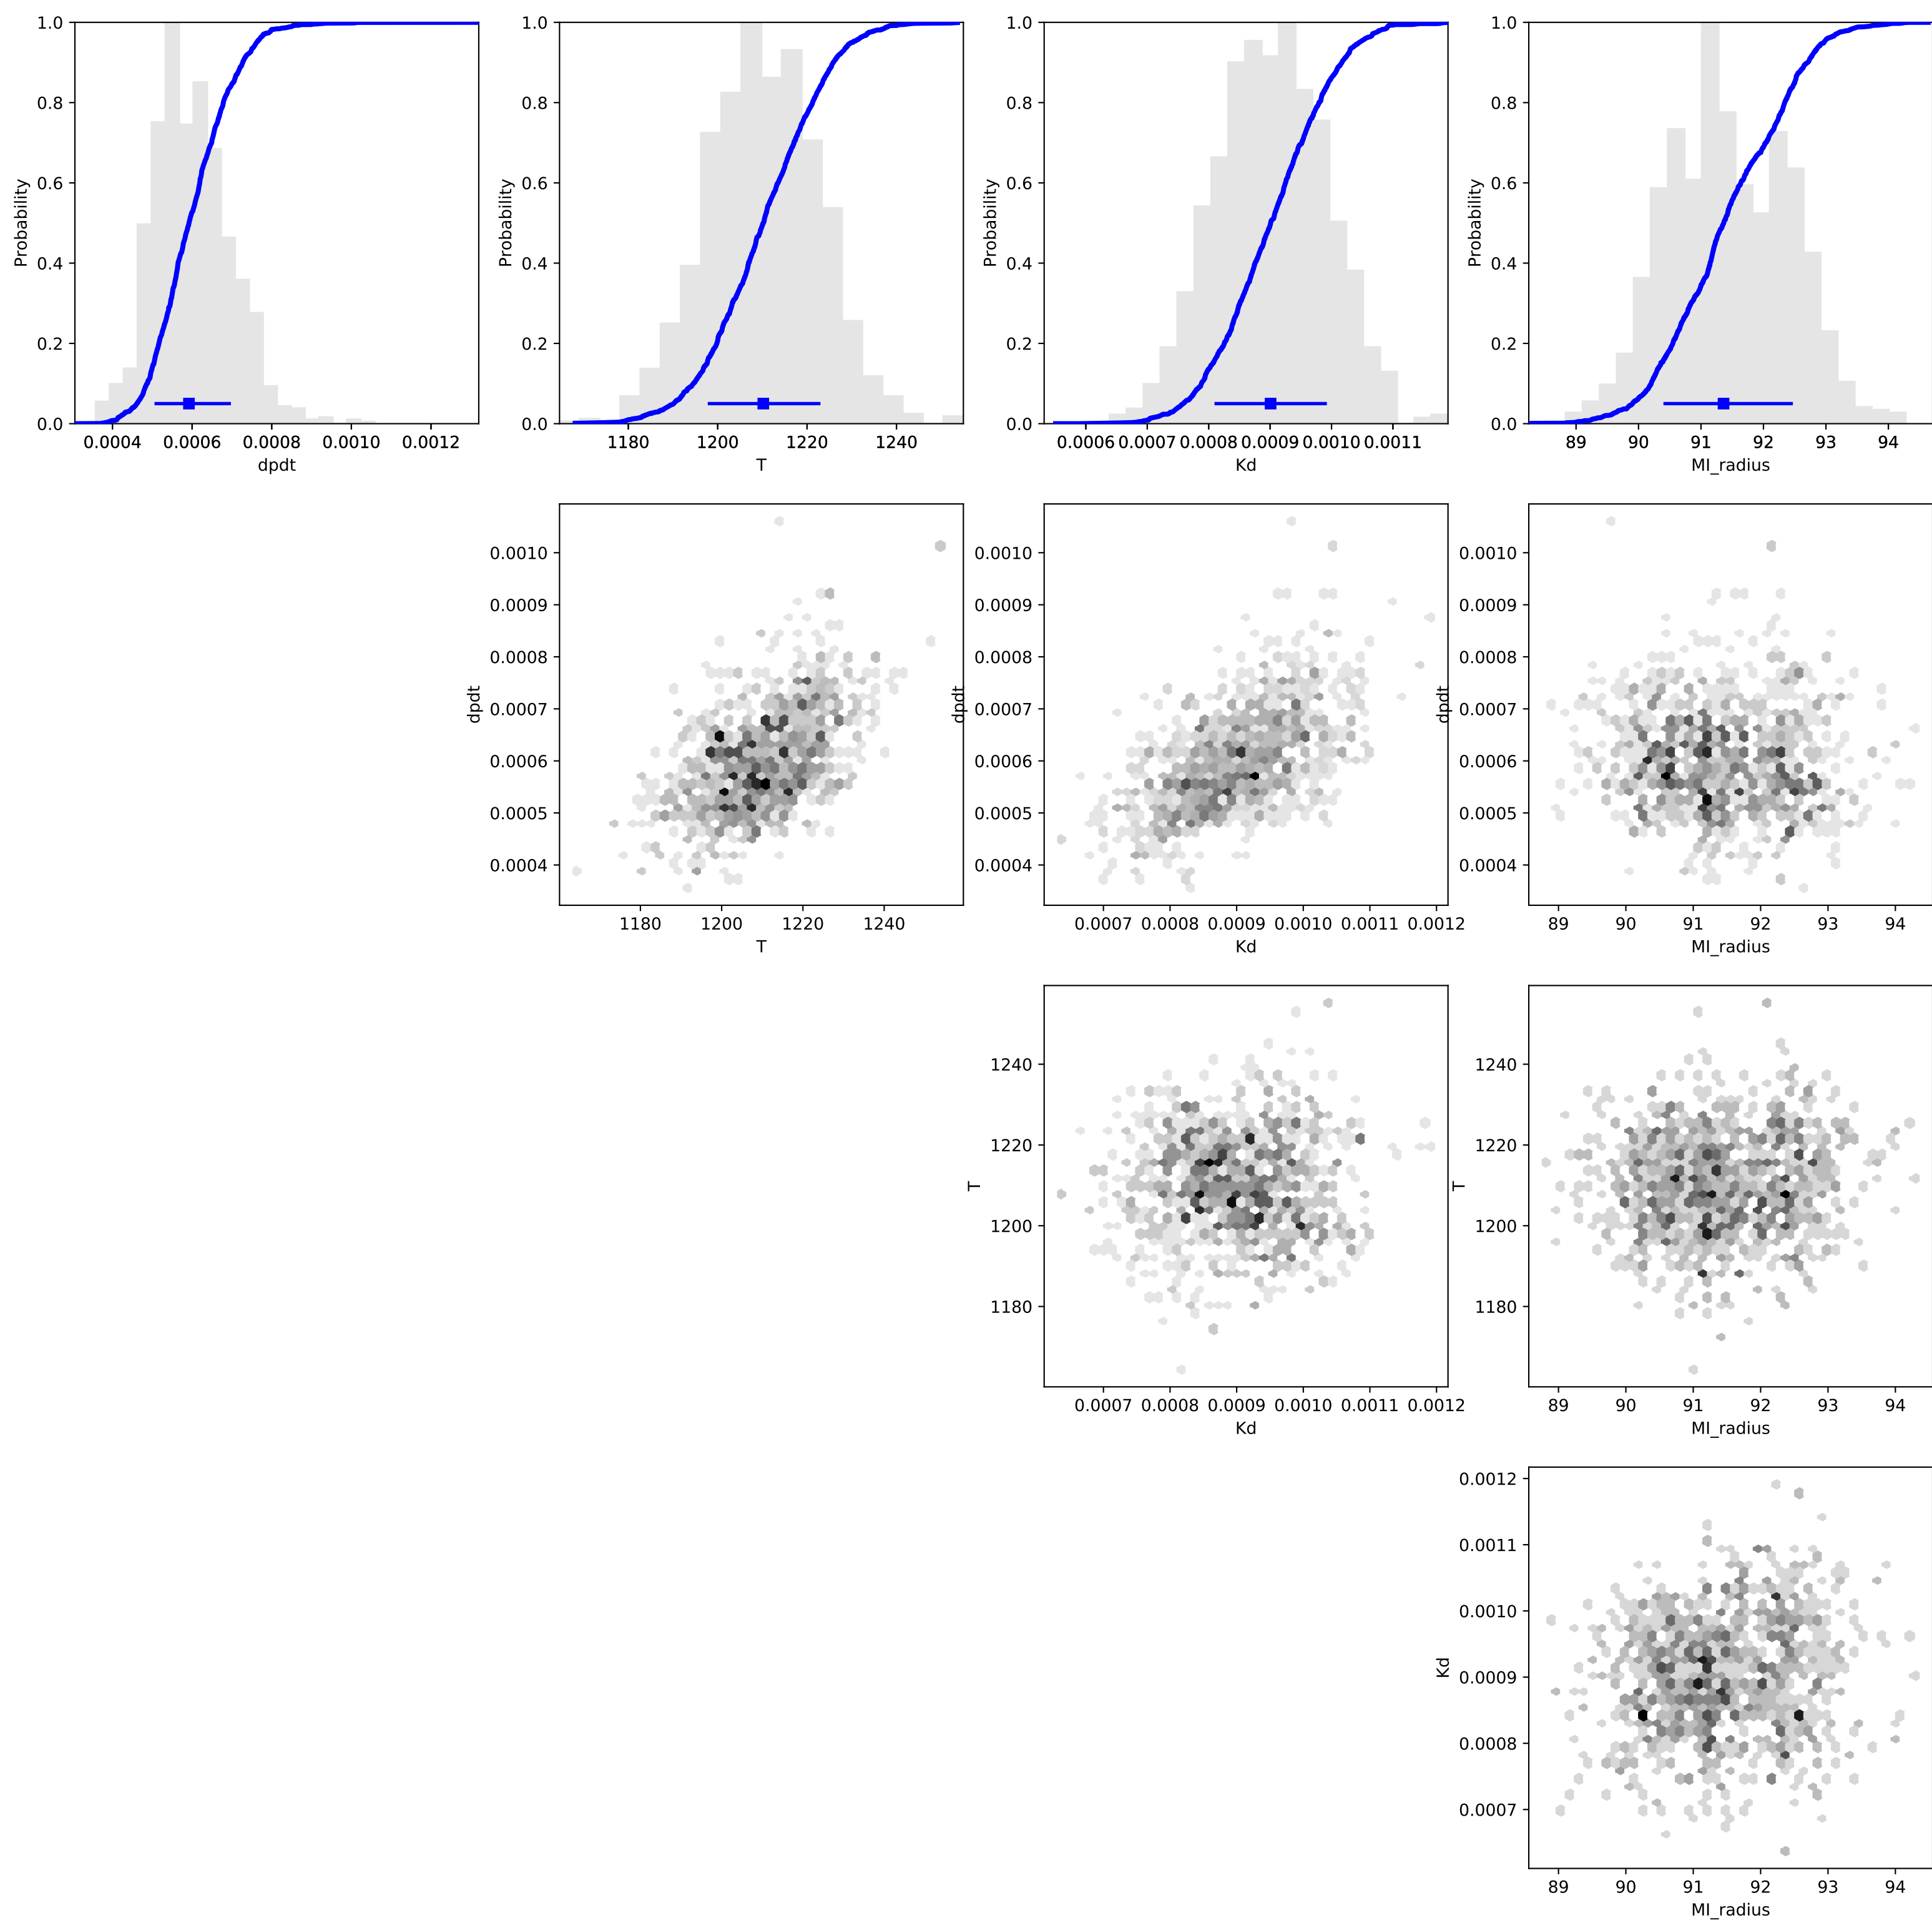 1.0 1.0 1.0 1.0
0.8 0.8 0.8 0.8
0.6 0.6 0.6 0.6
Probability Probability Probability Probability
0.4 0.4 0.4 0.4
0.2 0.2 0.2 0.2
0.0 0.0 0.0 0.0
0.0004 0.0006 0.0008 0.0010 0.0012 1180 1200 1220 1240 0.0006 0.0007 0.0008 0.0009 0.0010 0.0011 89 90 91 92 93 94
dpdt T Kd MI_radius
0.0010 0.0010 0.0010
0.0009 0.0009 0.0009
0.0008 0.0008 0.0008
dpdt dpdt dpdt
0.0007 0.0007 0.0007
0.0006 0.0006 0.0006
0.0005 0.0005 0.0005
0.0004 0.0004 0.0004
1180 1200 1220 1240 0.0007 0.0008 0.0009 0.0010 0.0011 0.0012 89 90 91 92 93 94
T Kd MI_radius
1240 1240
1220 1220
T T
1200 1200
1180 1180
0.0007 0.0008 0.0009 0.0010 0.0011 0.0012 89 90 91 92 93 94
Kd MI_radius
0.0012
0.0011
0.0010
Kd
0.0009
0.0008
0.0007
89 90 91 92 93 94
MI_radius